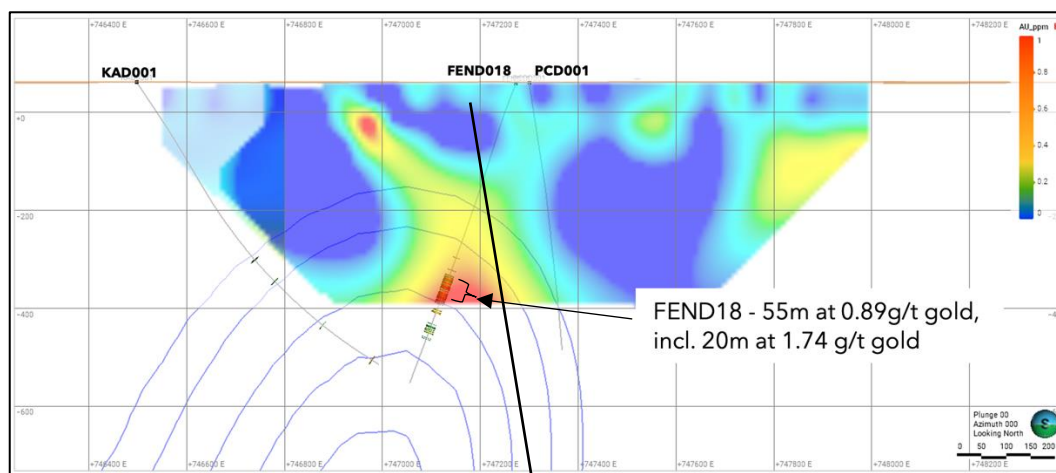 +746400 E +746600 E +746800 E +747000 E +747200 E +747400 E +747600 E +747800 E +748000 E +748200 E
AU_ppm
KAD001 FEND018 PCD001
1
0.8
0.6
0.4
0.2
0
+0
-200
-400
-600
FEND18 - 55m at 0.89g/t gold,
incl. 20m at 1.74 g/t gold
Plunge 00
Azimuth 000
Looking North
S
0 50 100 150 200
+746400 E +746600 E +746800 E +747000 E +747200 E +747400 E +747600 E +747800 E +748000 E +748200 E